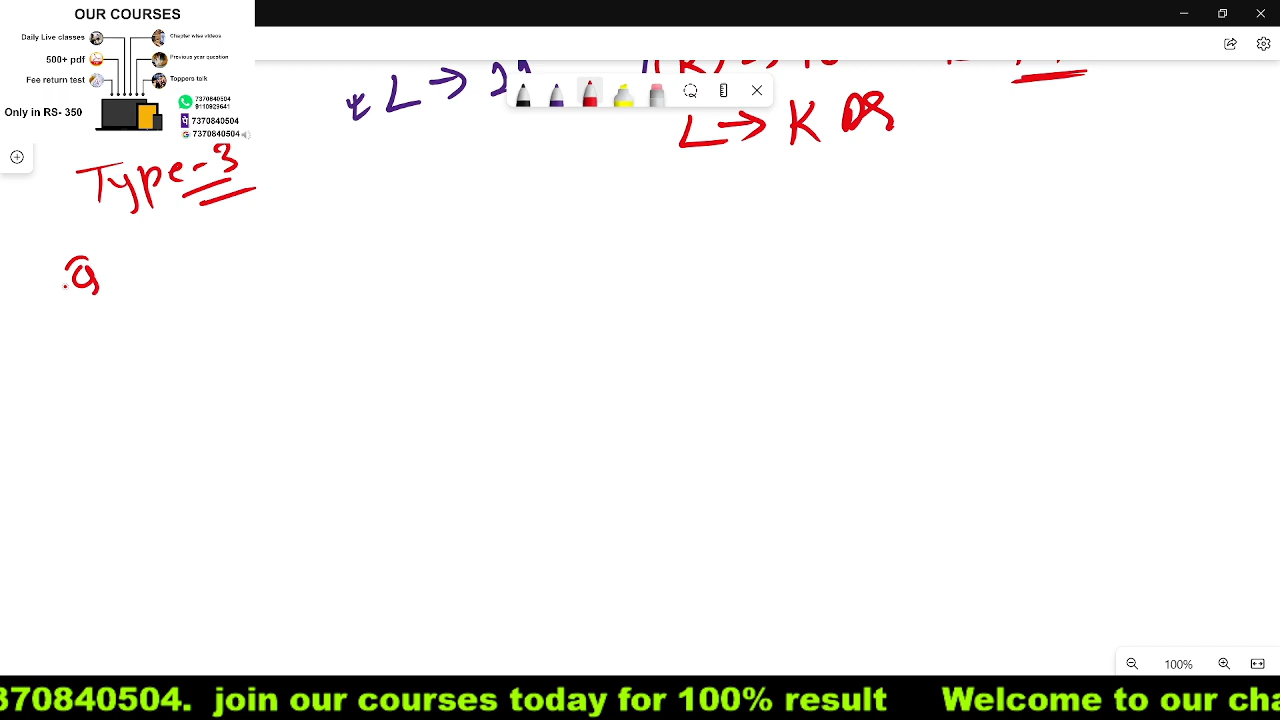 OUR COURSES
Daily Live classes
Chapter wise videos
500+ pdf
Previous year question
Fee return test
Toppers talk
Only in RS- 350
7370840504
9110923641
7370840504
7370840504
L → 2
L → K
Type-3
Q
100%
370840504. join our courses today for 100% result Welcome to our cha